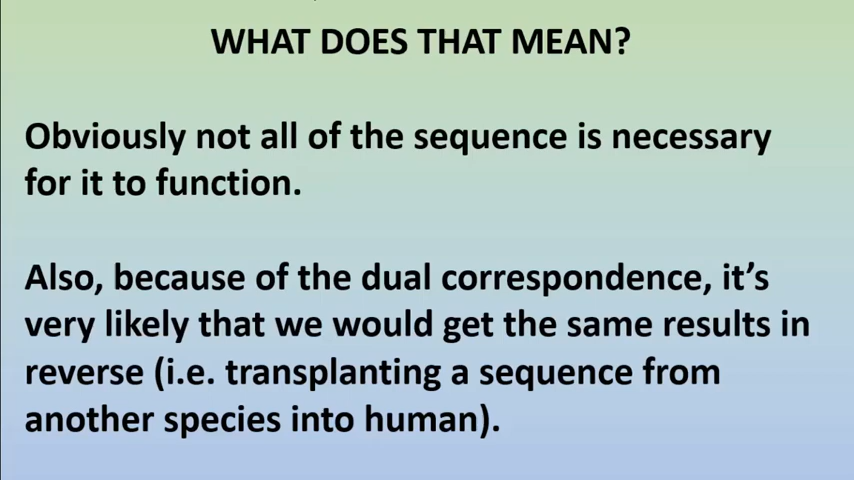 WHAT DOES THAT MEAN?
Obviously not all of the sequence is necessary
for it to function.
Also, because of the dual correspondence, it’s
very likely that we would get the same results in
reverse (i.e. transplanting a sequence from
another species into human).